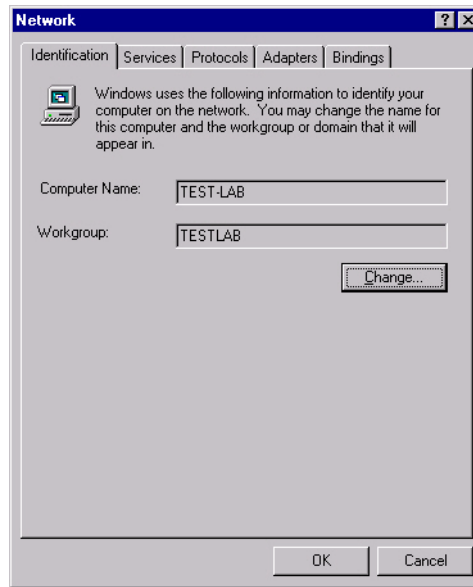 Network
Identification Services Protocols Adapters Bindings
Windows uses the following information to identify your
computer on the network. You may change the name for
this computer and the workgroup or domain that it will
appear in.
Computer Name: TEST-LAB
Workgroup: TESTLAB
Change...
OK Cancel